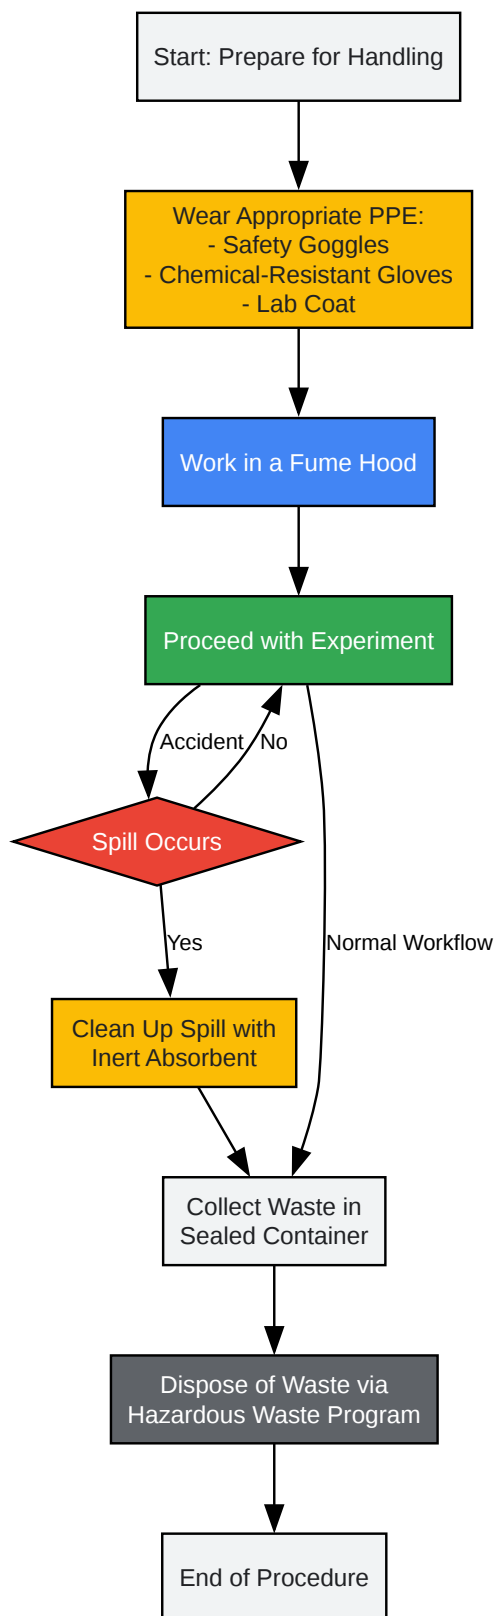 Start: Prepare for Handling
Wear Appropriate PPE:
- Safety Goggles
- Chemical-Resistant Gloves
- Lab Coat
Work in a Fume Hood
Proceed with Experiment
Accident
No
Spill Occurs
Yes
Normal Workflow
Clean Up Spill with
Inert Absorbent
Collect Waste in
Sealed Container
Dispose of Waste via
Hazardous Waste Program
End of Procedure